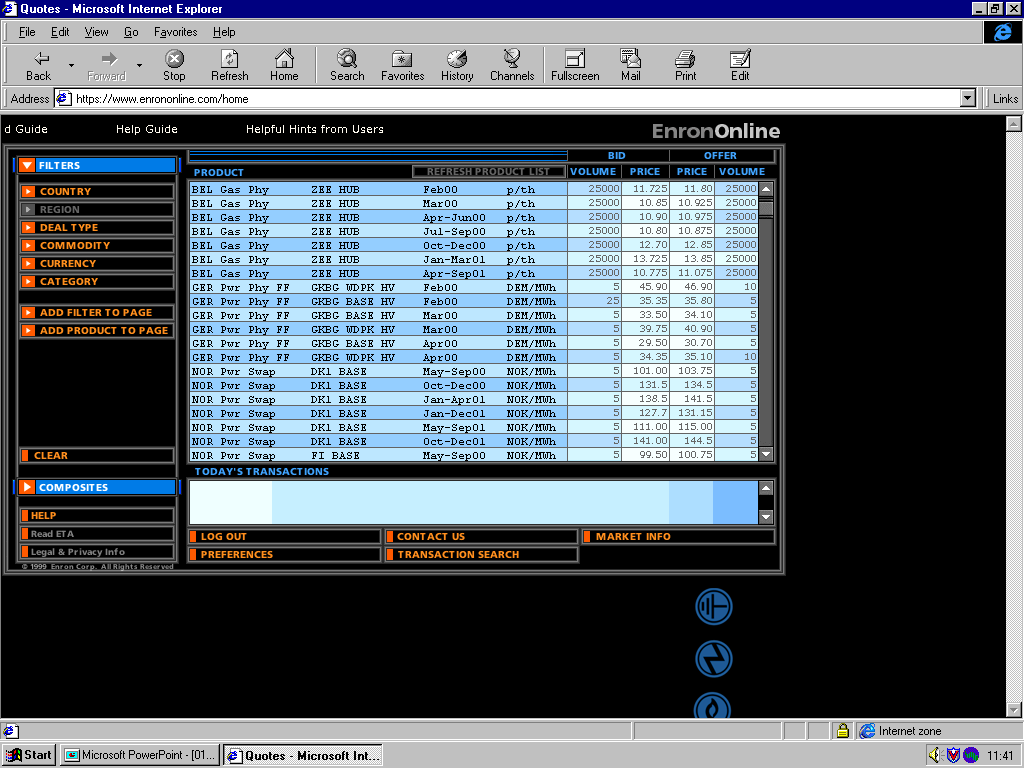 Quotes - Microsoft Internet Explorer
File Edit View Go Favorites Help
Back Forward Stop Refresh Home Search Favorites History Channels Fullscreen Mail Print Edit
Address https://www.enrononline.com/home Links
d Guide Help Guide Helpful Hints from Users EnronOnline
FILTERS
COUNTRY
REGION
DEAL TYPE
COMMODITY
CURRENCY
CATEGORY
ADD FILTER TO PAGE
ADD PRODUCT TO PAGE
CLEAR
COMPOSITES
HELP
Read ETA
Legal & Privacy Info
© 1999 Enron Corp. All Rights Reserved
BID OFFER
PRODUCT REFRESH PRODUCT LIST VOLUME PRICE PRICE VOLUME
BEL Gas Phy ZEE HUB Feb00 p/th 25000 11.725 11.80 25000
BEL Gas Phy ZEE HUB Mar00 p/th 25000 10.85 10.925 25000
BEL Gas Phy ZEE HUB Apr-Jun00 p/th 25000 10.90 10.975 25000
BEL Gas Phy ZEE HUB Jul-Sep00 p/th 25000 10.80 10.875 25000
BEL Gas Phy ZEE HUB Oct-Dec00 p/th 25000 12.70 12.85 25000
BEL Gas Phy ZEE HUB Jan-Mar01 p/th 25000 13.725 13.85 25000
BEL Gas Phy ZEE HUB Apr-Sep01 p/th 25000 10.775 11.075 25000
GER Pwr Phy FF GKBG WDPK HV Feb00 DEM/MWh 5 45.90 46.90 10
GER Pwr Phy FF GKBG BASE HV Feb00 DEM/MWh 25 35.35 35.80 5
GER Pwr Phy FF GKBG BASE HV Mar00 DEM/MWh 5 33.50 34.10 5
GER Pwr Phy FF GKBG WDPK HV Mar00 DEM/MWh 5 39.75 40.90 5
GER Pwr Phy FF GKBG BASE HV Apr00 DEM/MWh 5 29.50 30.70 5
GER Pwr Phy FF GKBG WDPK HV Apr00 DEM/MWh 5 34.35 35.10 10
NOR Pwr Swap DK1 BASE May-Sep00 NOK/MWh 5 101.00 103.75 5
NOR Pwr Swap DK1 BASE Oct-Dec00 NOK/MWh 5 131.5 134.5 5
NOR Pwr Swap DK1 BASE Jan-Apr01 NOK/MWh 5 138.5 141.5 5
NOR Pwr Swap DK1 BASE Jan-Dec01 NOK/MWh 5 127.7 131.15 5
NOR Pwr Swap DK1 BASE May-Sep01 NOK/MWh 5 111.00 115.00 5
NOR Pwr Swap DK1 BASE Oct-Dec01 NOK/MWh 5 141.00 144.5 5
NOR Pwr Swap FI BASE May-Sep00 NOK/MWh 5 99.50 100.75 5
TODAY'S TRANSACTIONS
LOG OUT CONTACT US MARKET INFO
PREFERENCES TRANSACTION SEARCH
Internet zone
Start Microsoft PowerPoint - [01... Quotes - Microsoft Int... 11:41